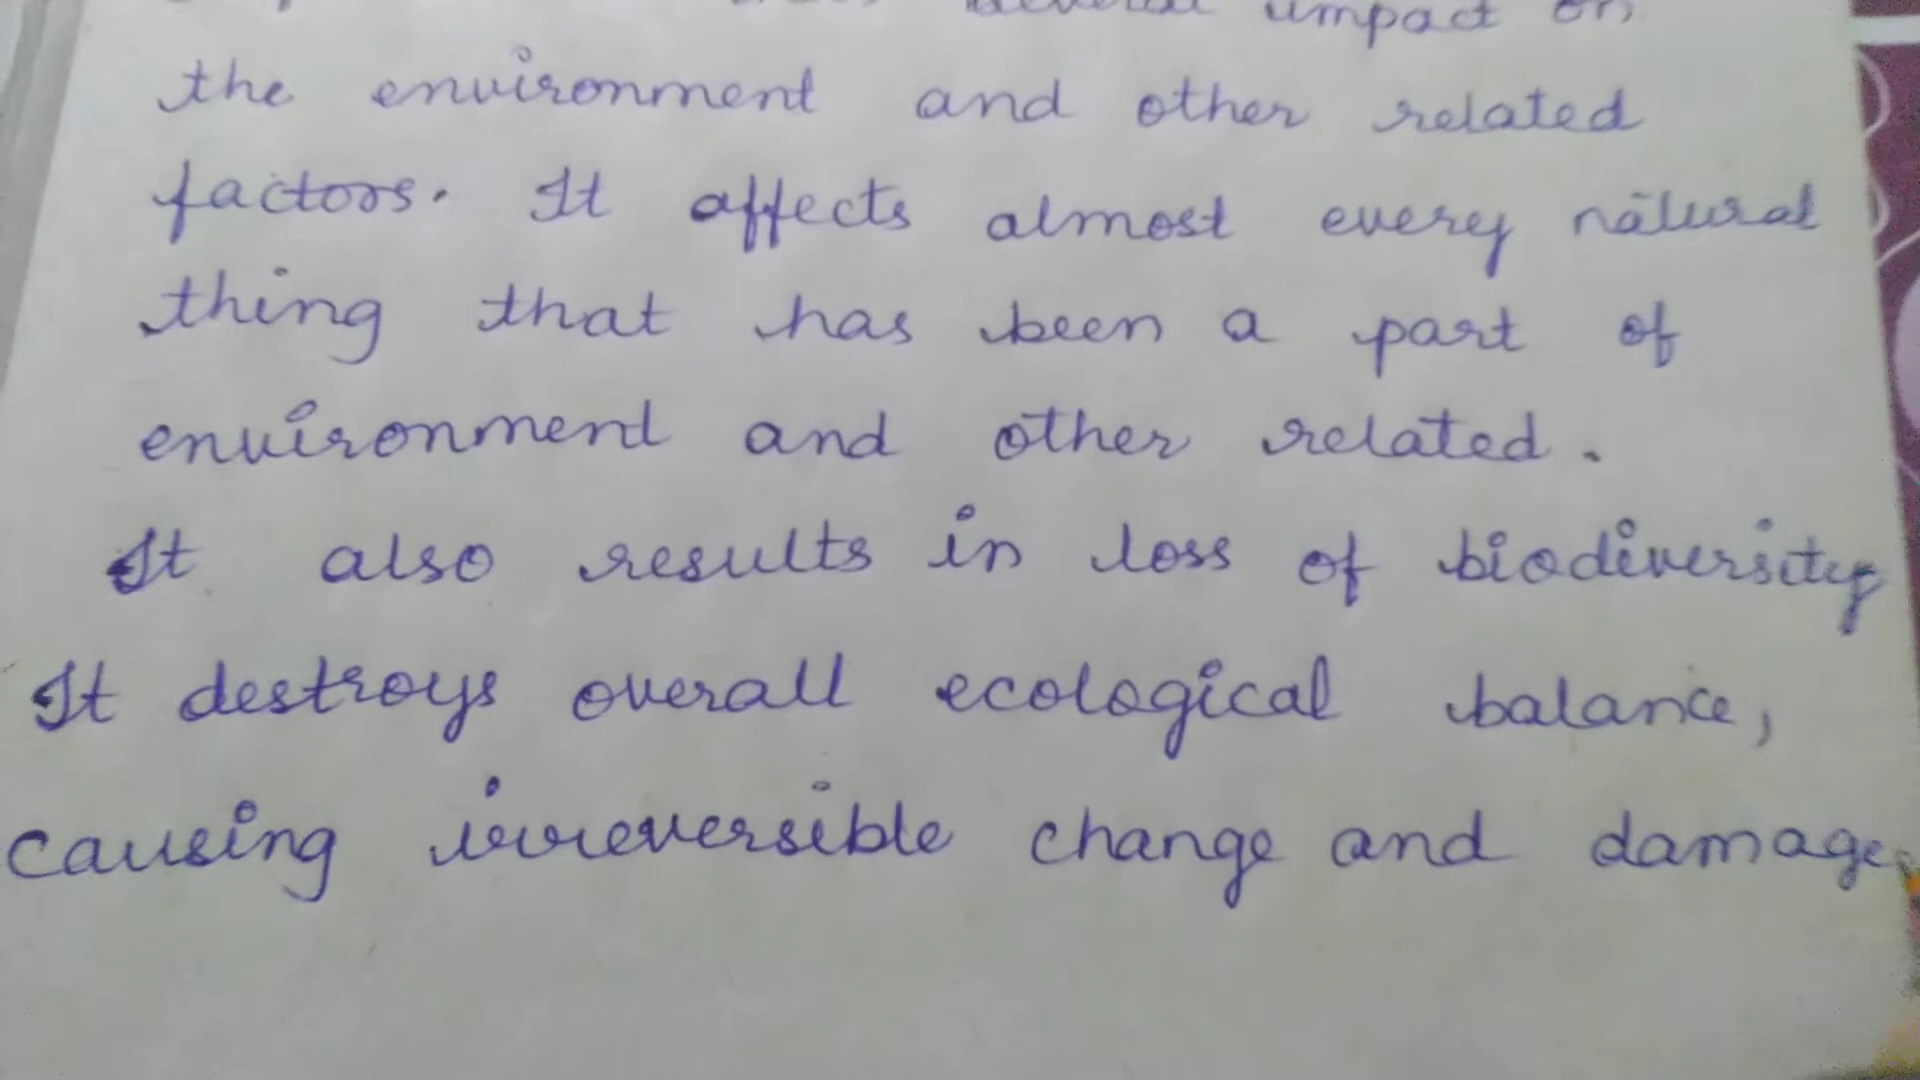 impact on
the environment and other related
factors. It affects almost every natural
thing that has been a part of
environment and other related.
It also results in loss of biodiversity
It destroys overall ecological balance,
causing irreversible change and damage.